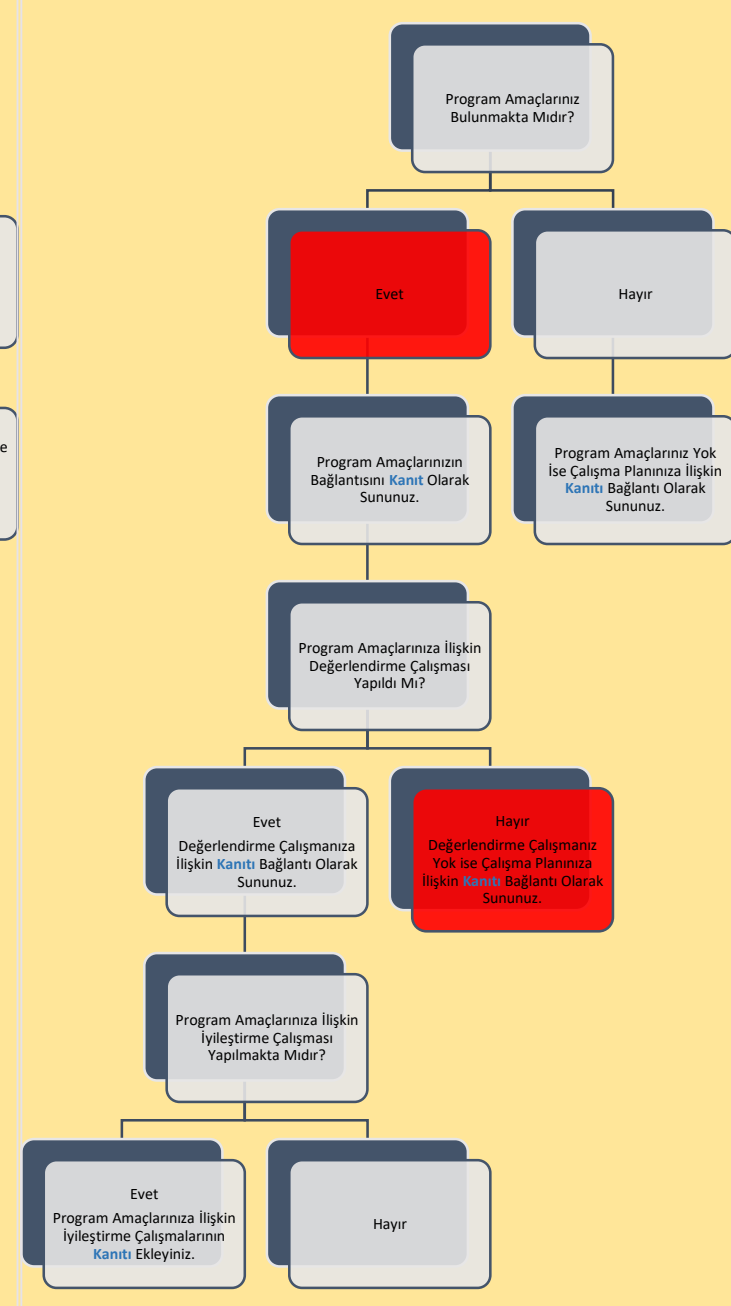 Program Amaçlarınız
Bulunmakta Mıdır?
Evet
Hayır
e
Program Amaçlarınızın
Bağlantısını Kanıt Olarak
Sununuz.
Program Amaçlarınız Yok
İse Çalışma Planınıza İlişkin
Kanıtı Bağlantı Olarak
Sununuz.
Program Amaçlarınıza İlişkin
Değerlendirme Çalışması
Yapıldı Mı?
Evet
Değerlendirme Çalışmanıza
İlişkin Kanıtı Bağlantı Olarak
Sununuz.
Hayır
Değerlendirme Çalışmanız
Yok ise Çalışma Planınıza
İlişkin Kanıtı Bağlantı Olarak
Sununuz.
Program Amaçlarınıza İlişkin
İyileştirme Çalışması
Yapılmakta Mıdır?
Evet
Program Amaçlarınıza İlişkin
İyileştirme Çalışmalarının
Kanıtı Ekleyiniz.
Hayır